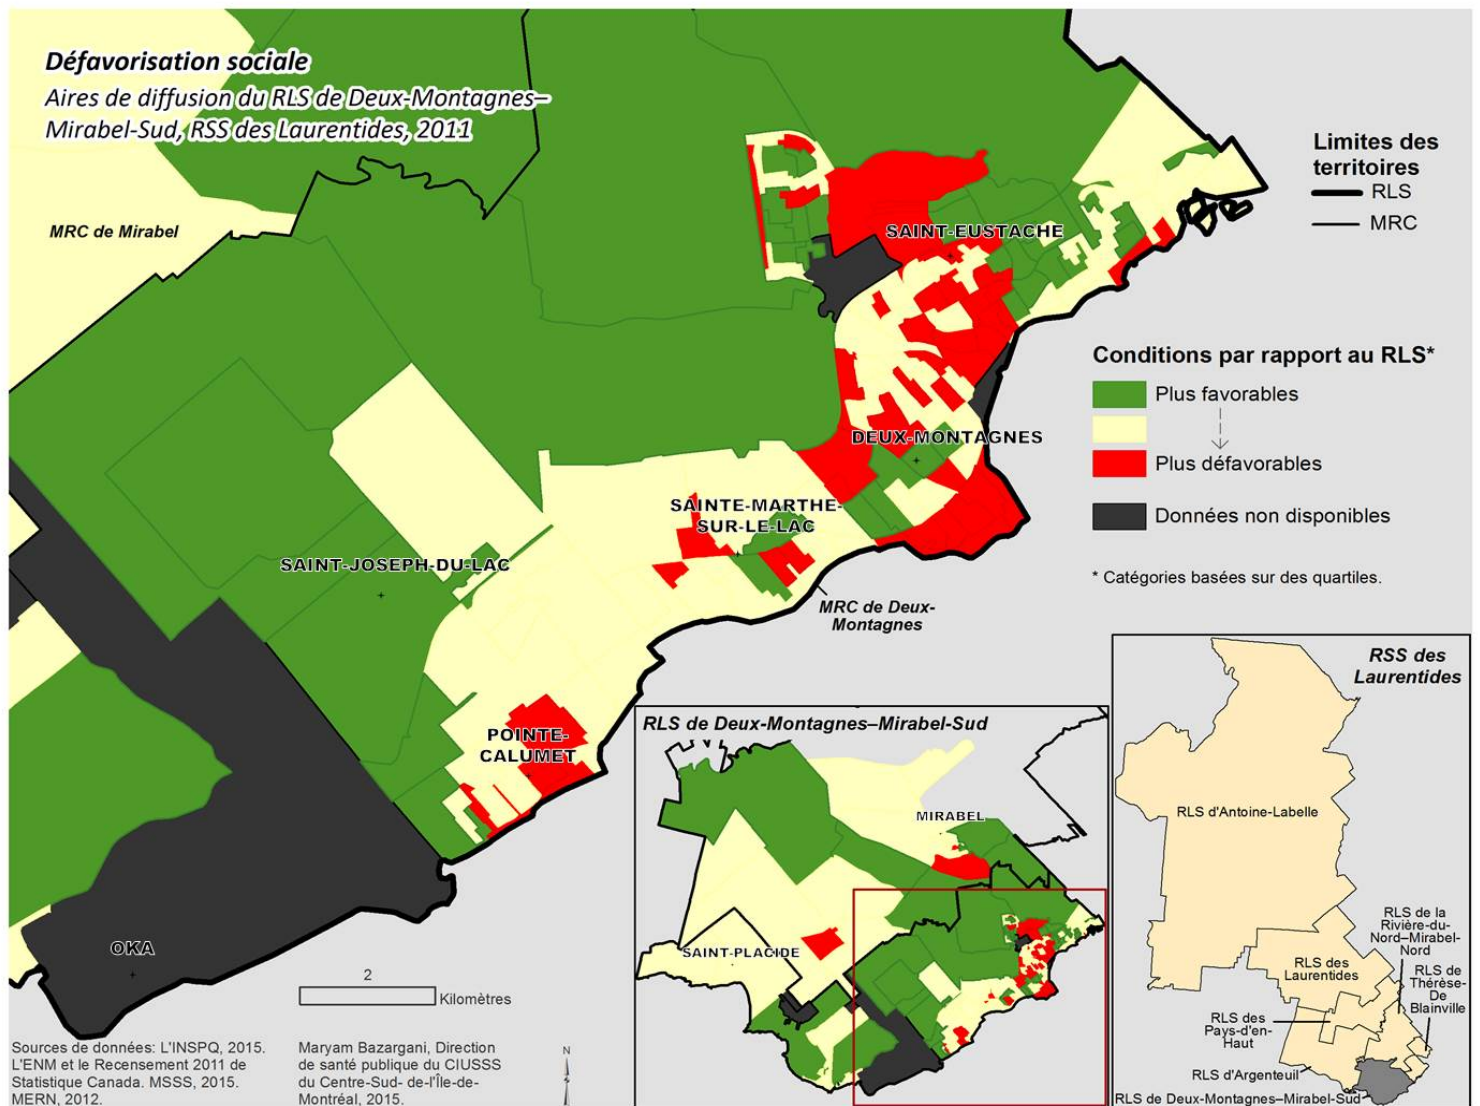 Défavorisation sociale
Aires de diffusion du RLS de Deux-Montagnes–
Mirabel-Sud, RSS des Laurentides, 2011
MRC de Mirabel
SAINT-EUSTACHE
DEUX-MONTAGNES
SAINTE-MARTHE-
SUR-LE-LAC
SAINT-JOSEPH-DU-LAC
MRC de Deux-
Montagnes
POINTE-
CALUMET
OKA
Limites des
territoires
RLS
MRC
Conditions par rapport au RLS*
Plus favorables
Plus défavorables
Données non disponibles
* Catégories basées sur des quartiles.
2
Kilomètres
Sources de données: L'INSPQ, 2015.
L'ENM et le Recensement 2011 de
Statistique Canada. MSSS, 2015.
MERN, 2012.
Maryam Bazargani, Direction
de santé publique du CIUSSS
du Centre-Sud- de-l'Île-de-
Montréal, 2015.
N
RLS de Deux-Montagnes–Mirabel-Sud
MIRABEL
SAINT-PLACIDE
RSS des
Laurentides
RLS d'Antoine-Labelle
RLS de la
Rivière-du-
Nord–Mirabel-
Nord
RLS des
Laurentides
RLS de
Thérèse-
De
Blainville
RLS des
Pays-d'en-
Haut
RLS d'Argenteuil
RLS de Deux-Montagnes–Mirabel-Sud